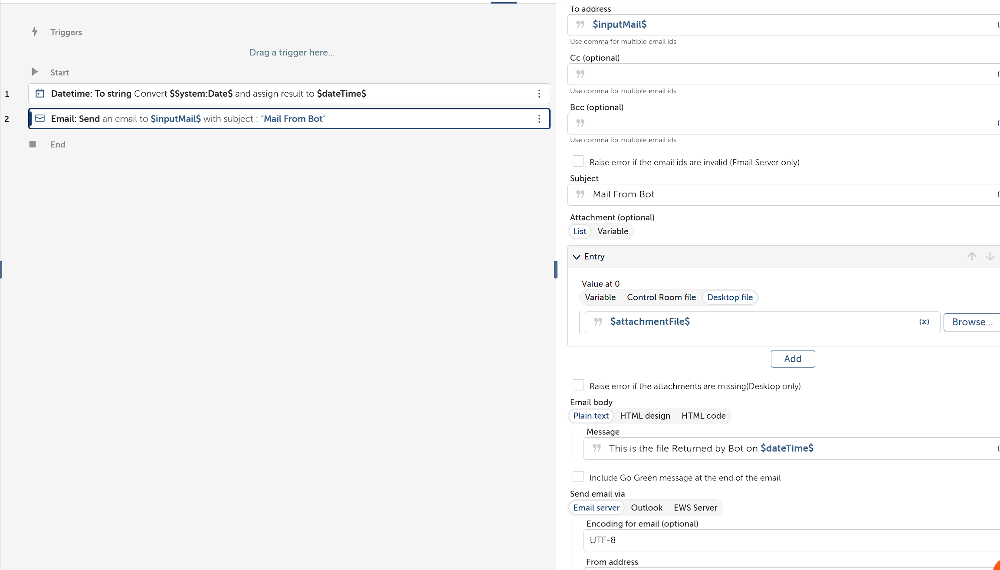 Triggers
Drag a trigger here...
Start
1
Datetime: To string Convert $System:Date$ and assign result to $dateTime$
2
Email: Send an email to $inputMail$ with subject : “Mail From Bot”
End
To address
$inputMail$
Use comma for multiple email ids
Cc (optional)
Use comma for multiple email ids
Bcc (optional)
Use comma for multiple email ids
Raise error if the email ids are invalid (Email Server only)
Subject
Mail From Bot
Attachment (optional)
List Variable
Entry
Value at 0
Variable Control Room file Desktop file
$attachmentFile$ (x) Browse...
Add
Raise error if the attachments are missing(Desktop only)
Email body
Plain text HTML design HTML code
Message
This is the file Returned by Bot on $dateTime$
Include Go Green message at the end of the email
Send email via
Email server Outlook EWS Server
Encoding for email (optional)
UTF-8
From address